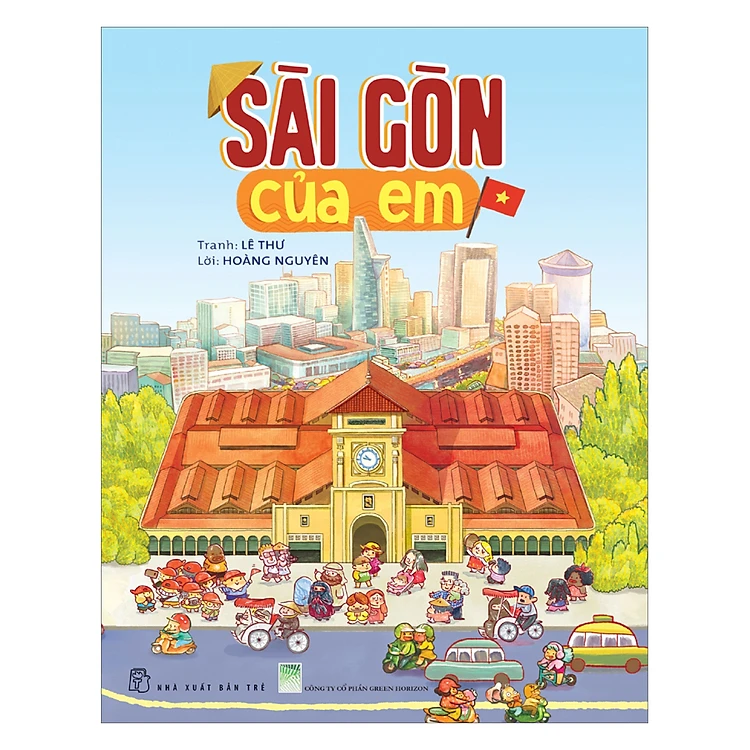 SÀI GÒN
của em
Tranh: LÊ THƯ
Lời: HOÀNG NGUYÊN
NHÀ XUẤT BẢN TRẺ
CÔNG TY CỔ PHẦN GREEN HORIZON